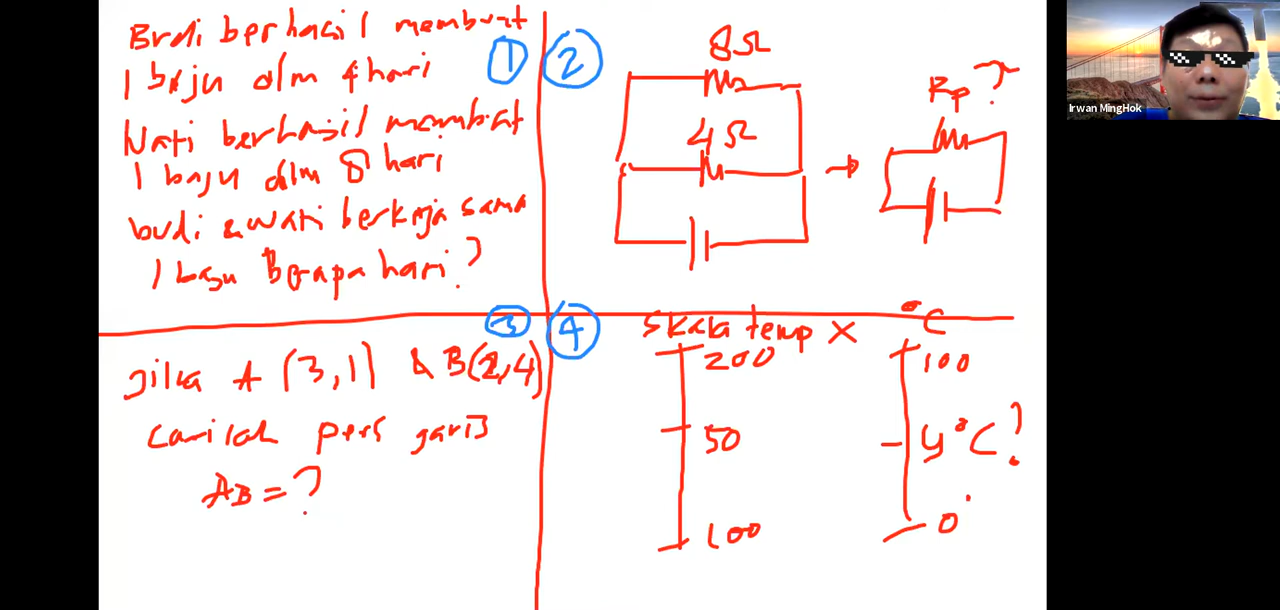 Budi berhasil membuat
1 baju dlm 4 hari
Wati berhasil membuat
1 baju dlm 8 hari
budi & wati berkerja sama
1 baju Berapa hari?
①
②
8Ω
4Ω
Rp?
③
jika A (3,1) & B(2,4)
carilah pers garis
AB = ?
④
Skala temp X
°C
200
100
50
y°C?
100
0
Irwan MingHok